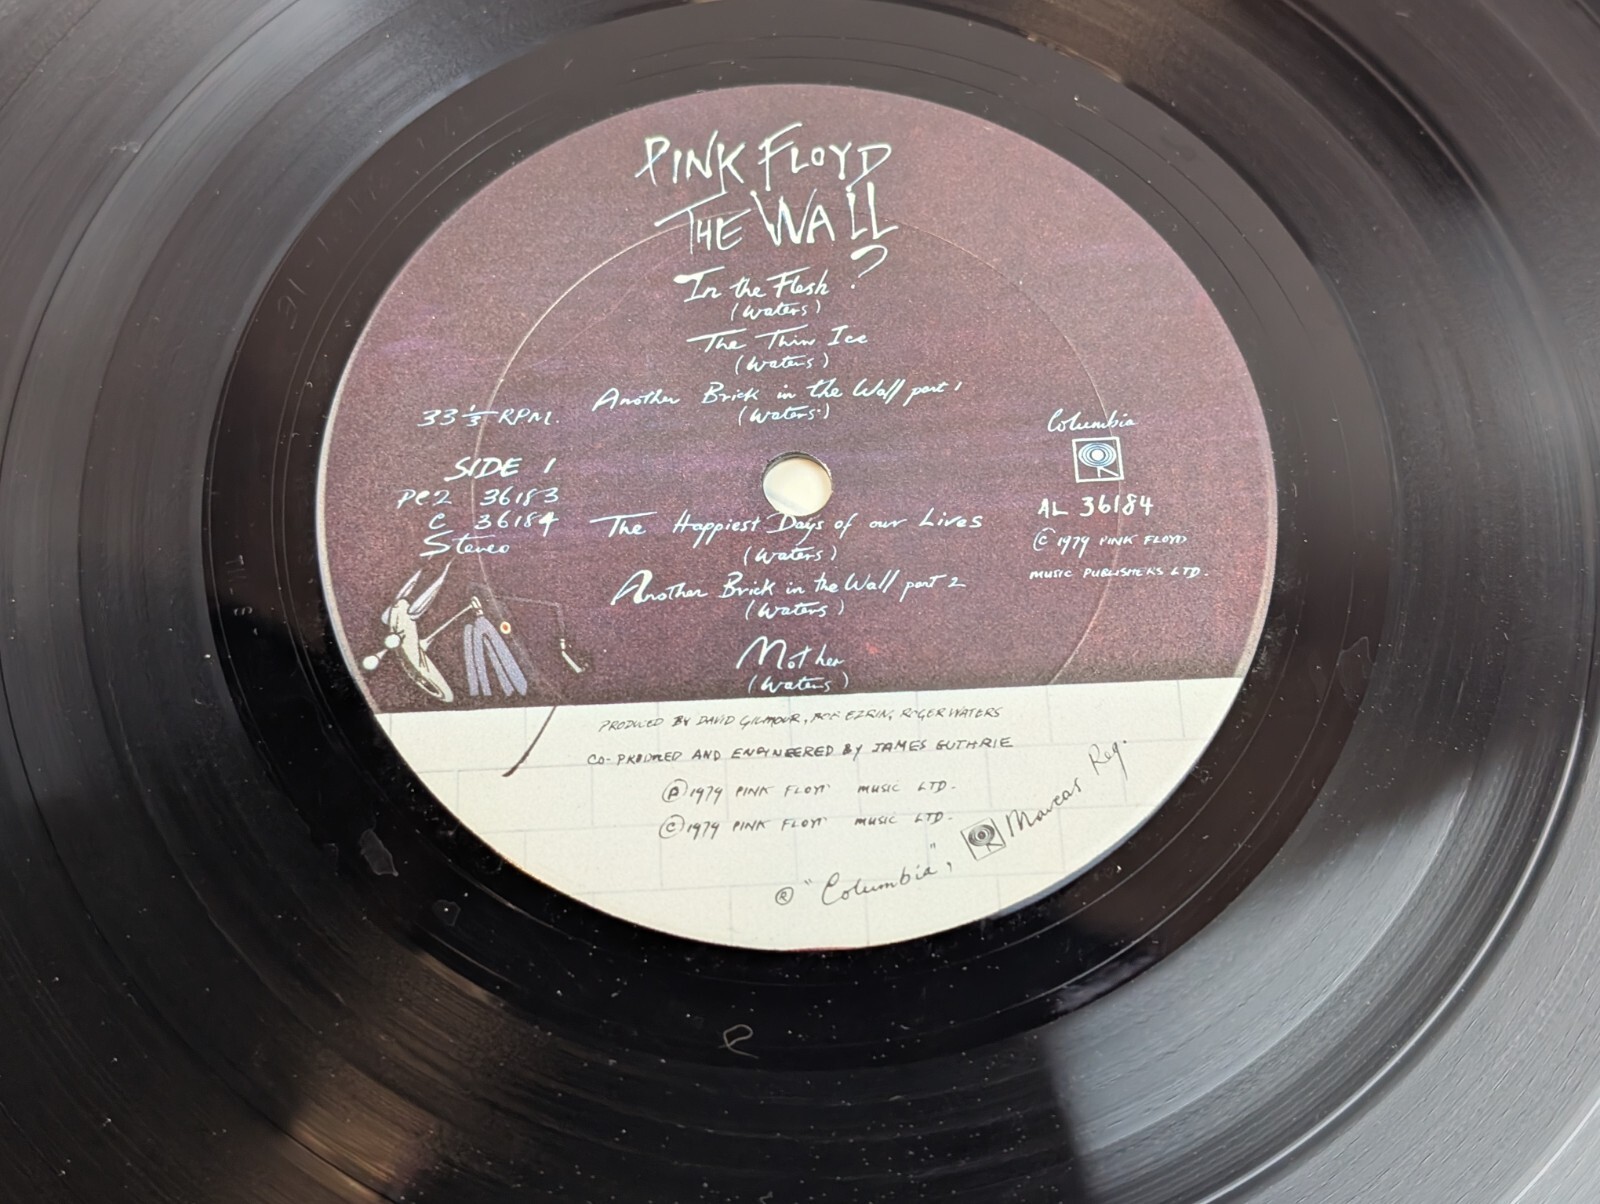 PINK FLOYD
THE WALL
In the Flesh ?
(Waters)
The Thin Ice
(Waters)
Another Brick in the Wall part 1
(Waters)
33 1/3 RPM.
SIDE 1
PC2 36183
C 36184
Stereo
Columbia
AL 36184
© 1979 PINK FLOYD
MUSIC PUBLISHERS LTD.
The Happiest Days of our Lives
(Waters)
Another Brick in the Wall part 2
(Waters)
Mother
(Waters)
PRODUCED BY DAVID GILMOUR, BOB EZRIN, ROGER WATERS
CO-PRODUCED AND ENGINEERED BY JAMES GUTHRIE
℗ 1979 PINK FLOYD MUSIC LTD.
© 1979 PINK FLOYD MUSIC LTD.
® "Columbia", Marcas Reg.